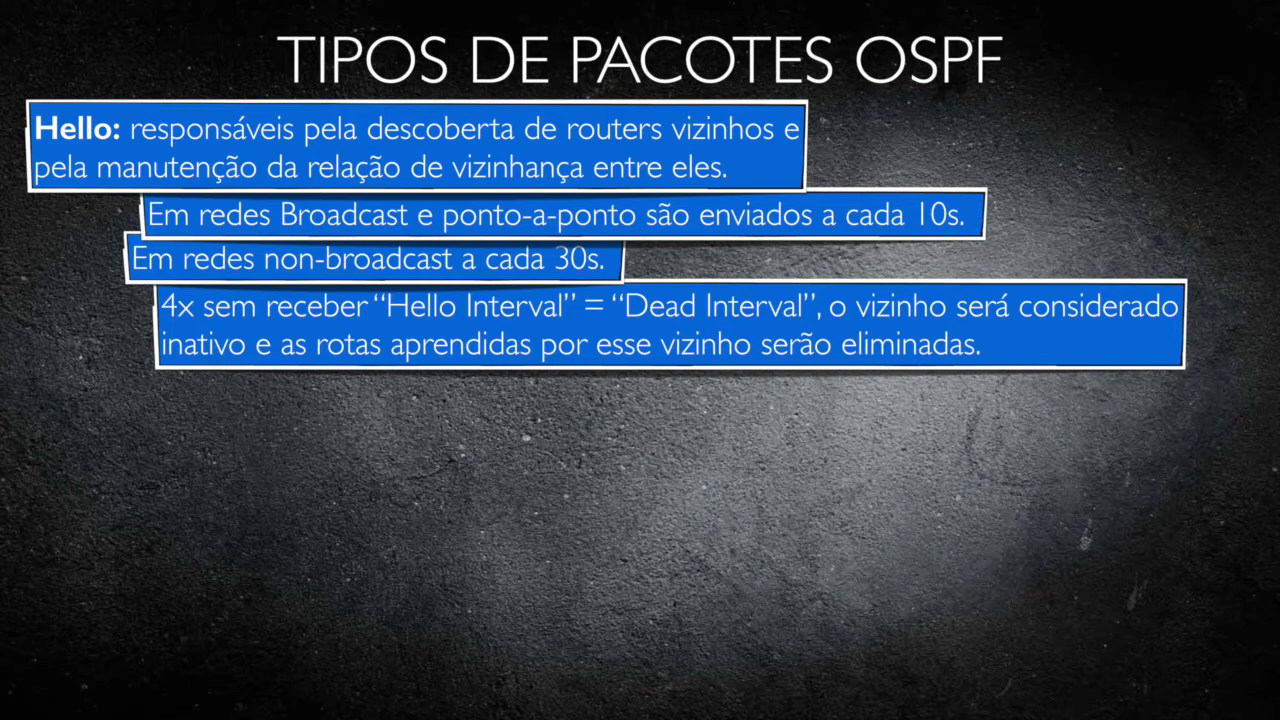 TIPOS DE PACOTES OSPF
Hello: responsáveis pela descoberta de routers vizinhos e
pela manutenção da relação de vizinhança entre eles.
Em redes Broadcast e ponto-a-ponto são enviados a cada 10s.
Em redes non-broadcast a cada 30s.
4x sem receber “Hello Interval” = “Dead Interval”, o vizinho será considerado
inativo e as rotas aprendidas por esse vizinho serão eliminadas.